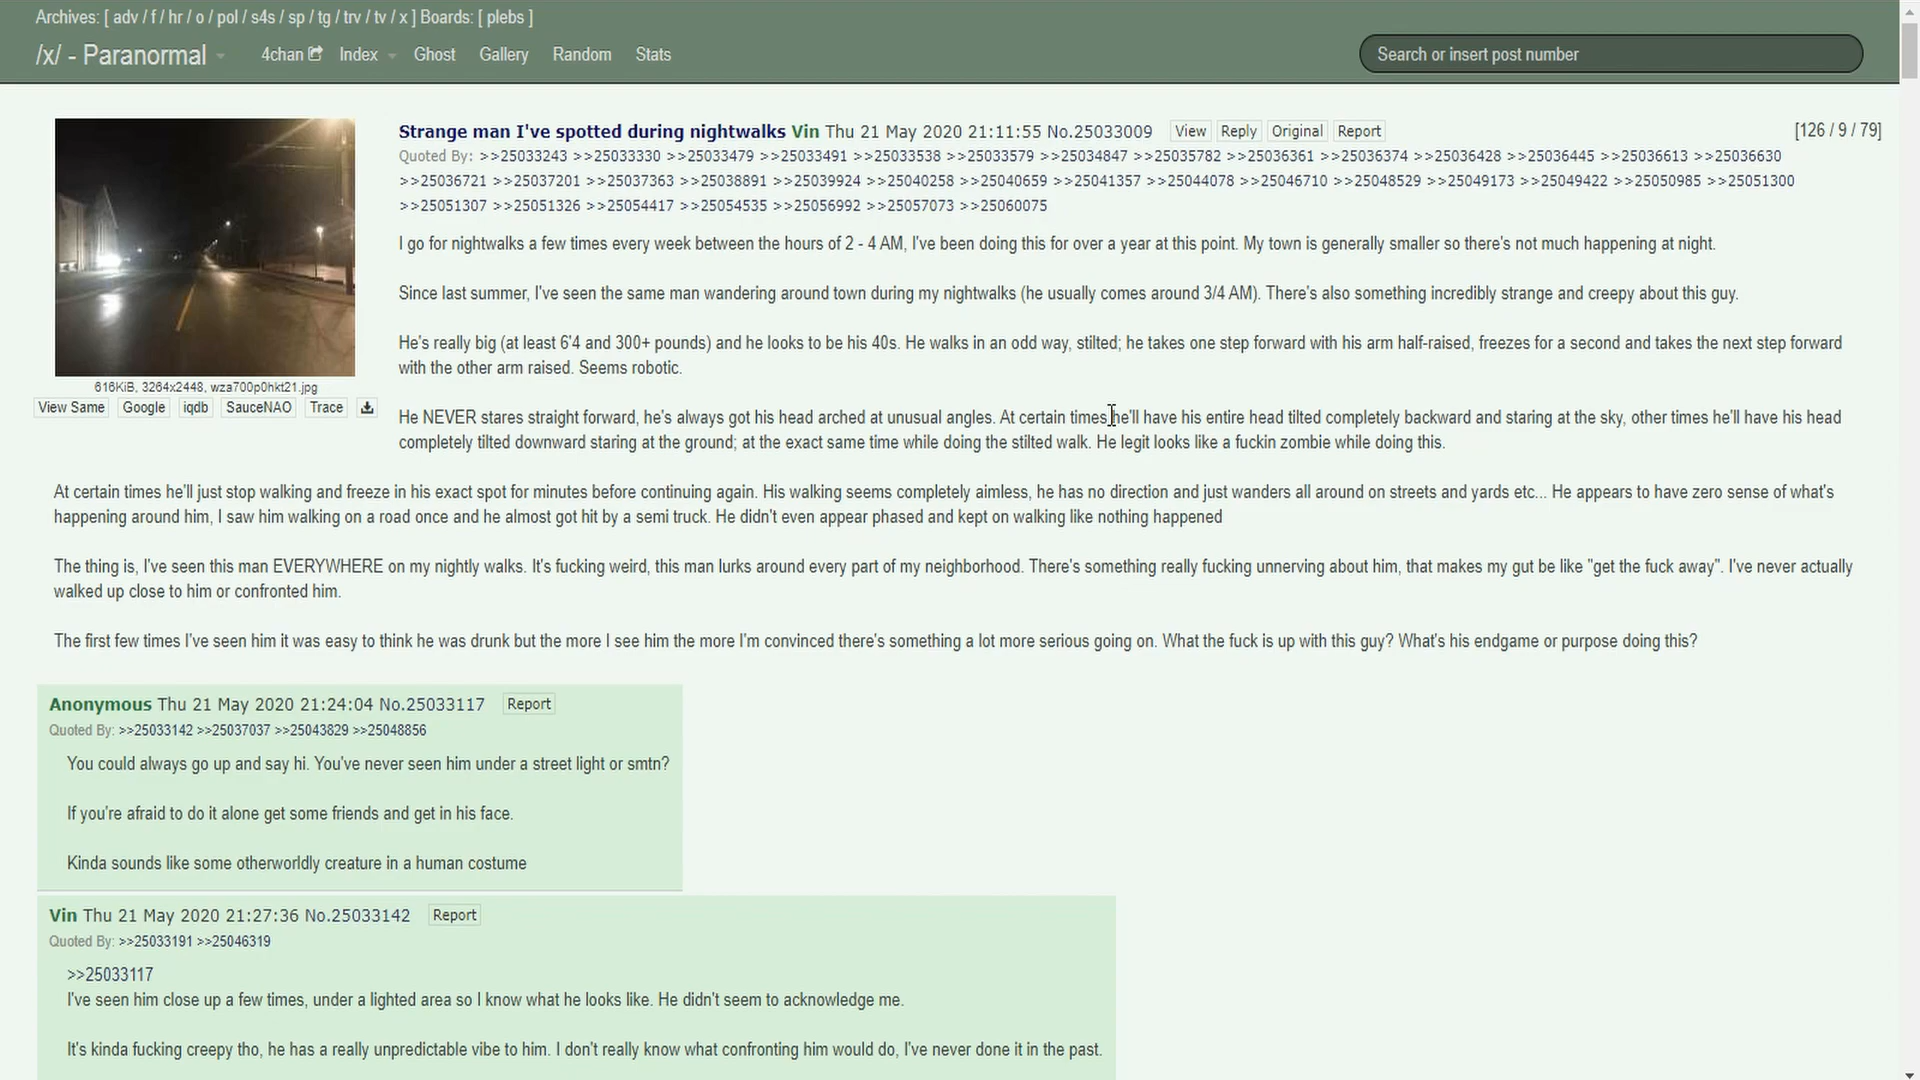 Archives: [ adv / f / hr / o / pol / s4s / sp / tg / trv / tv / x ] Boards: [ plebs ]
/x/ - Paranormal
4chan Index Ghost Gallery Random Stats
Search or insert post number
Strange man I've spotted during nightwalks Vin Thu 21 May 2020 21:11:55 No.25033009 View Reply Original Report [126 / 9 / 79]
Quoted By: >>25033243 >>25033330 >>25033479 >>25033491 >>25033538 >>25033579 >>25034847 >>25035782 >>25036361 >>25036374 >>25036428 >>25036445 >>25036613 >>25036630
>>25036721 >>25037201 >>25037363 >>25038891 >>25039924 >>25040258 >>25040659 >>25041357 >>25044078 >>25046710 >>25048529 >>25049173 >>25049422 >>25050985 >>25051300
>>25051307 >>25051326 >>25054417 >>25054535 >>25056992 >>25057073 >>25060075
I go for nightwalks a few times every week between the hours of 2 - 4 AM, I've been doing this for over a year at this point. My town is generally smaller so there's not much happening at night.
Since last summer, I've seen the same man wandering around town during my nightwalks (he usually comes around 3/4 AM). There's also something incredibly strange and creepy about this guy.
He's really big (at least 6'4 and 300+ pounds) and he looks to be his 40s. He walks in an odd way, stilted; he takes one step forward with his arm half-raised, freezes for a second and takes the next step forward
with the other arm raised. Seems robotic.
616KiB, 3264x2448, wza700p0hkt21.jpg
View Same Google iqdb SauceNAO Trace
He NEVER stares straight forward, he's always got his head arched at unusual angles. At certain times he'll have his entire head tilted completely backward and staring at the sky, other times he'll have his head
completely tilted downward staring at the ground; at the exact same time while doing the stilted walk. He legit looks like a fuckin zombie while doing this.
At certain times he'll just stop walking and freeze in his exact spot for minutes before continuing again. His walking seems completely aimless, he has no direction and just wanders all around on streets and yards etc... He appears to have zero sense of what's
happening around him, I saw him walking on a road once and he almost got hit by a semi truck. He didn't even appear phased and kept on walking like nothing happened
The thing is, I've seen this man EVERYWHERE on my nightly walks. It's fucking weird, this man lurks around every part of my neighborhood. There's something really fucking unnerving about him, that makes my gut be like "get the fuck away". I've never actually
walked up close to him or confronted him.
The first few times I've seen him it was easy to think he was drunk but the more I see him the more I'm convinced there's something a lot more serious going on. What the fuck is up with this guy? What's his endgame or purpose doing this?
Anonymous Thu 21 May 2020 21:24:04 No.25033117 Report
Quoted By: >>25033142 >>25037037 >>25043829 >>25048856
You could always go up and say hi. You've never seen him under a street light or smtn?
If you're afraid to do it alone get some friends and get in his face.
Kinda sounds like some otherworldly creature in a human costume
Vin Thu 21 May 2020 21:27:36 No.25033142 Report
Quoted By: >>25033191 >>25046319
>>25033117
I've seen him close up a few times, under a lighted area so I know what he looks like. He didn't seem to acknowledge me.
It's kinda fucking creepy tho, he has a really unpredictable vibe to him. I don't really know what confronting him would do, I've never done it in the past.